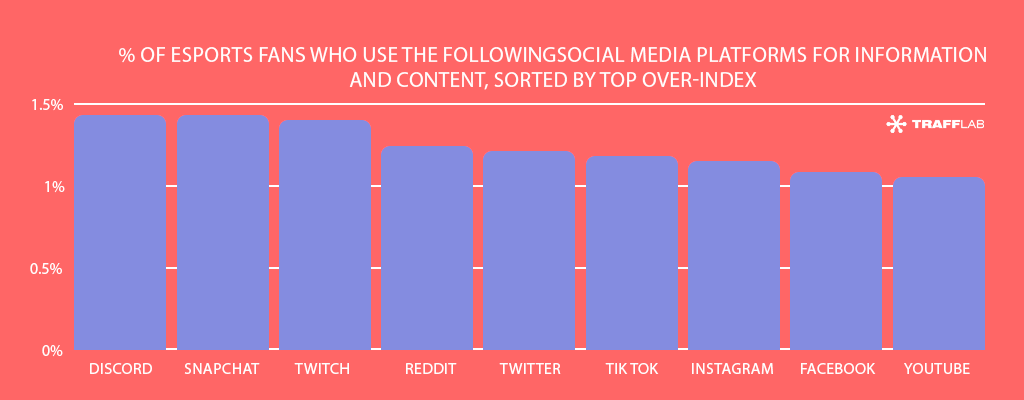 % OF ESPORTS FANS WHO USE THE FOLLOWINGSOCIAL MEDIA PLATFORMS FOR INFORMATION
AND CONTENT, SORTED BY TOP OVER-INDEX
1.5%
TRAFFLAB
1%
0.5%
0%
DISCORD SNAPCHAT TWITCH REDDIT TWITTER TIK TOK INSTAGRAM FACEBOOK YOUTUBE